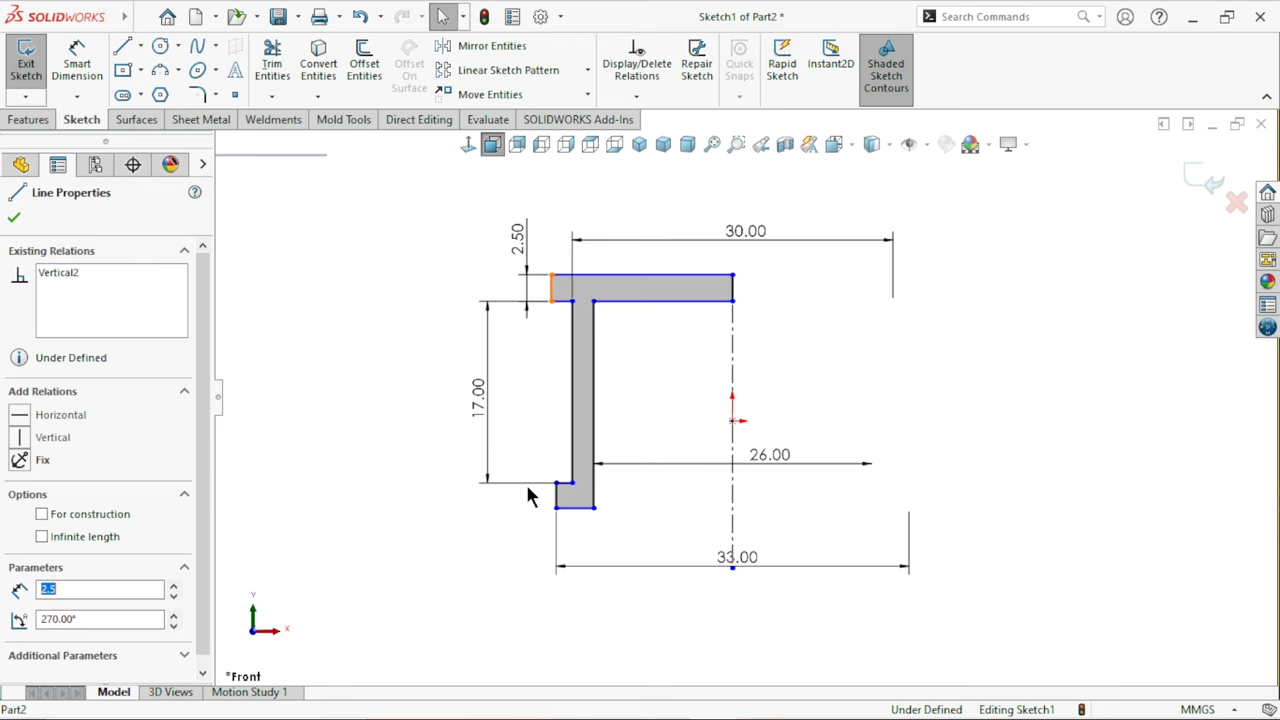 SOLIDWORKS
Sketch1 of Part2 *
Search Commands
Exit Sketch
Smart Dimension
Trim Entities
Convert Entities
Offset Entities
Offset On Surface
Mirror Entities
Linear Sketch Pattern
Move Entities
Display/Delete Relations
Repair Sketch
Quick Snaps
Rapid Sketch
Instant2D
Shaded Sketch Contours
Features
Sketch
Surfaces
Sheet Metal
Weldments
Mold Tools
Direct Editing
Evaluate
SOLIDWORKS Add-Ins
Line Properties
Existing Relations
Vertical2
Under Defined
Add Relations
Horizontal
Vertical
Fix
Options
For construction
Infinite length
Parameters
2.5
270.00°
Additional Parameters
2.50
30.00
17.00
26.00
33.00
Y
X
*Front
Model
3D Views
Motion Study 1
Part2
Under Defined
Editing Sketch1
MMGS